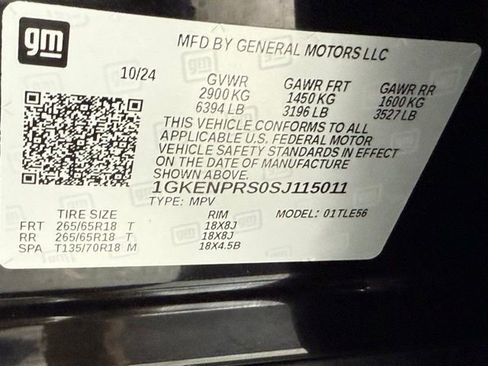 gm
MFD BY GENERAL MOTORS LLC
10/24 GVWR GAWR FRT GAWR RR
2900 KG 1450 KG 1600 KG
6394 LB 3196 LB 3527 LB
THIS VEHICLE CONFORMS TO ALL
APPLICABLE U.S. FEDERAL MOTOR
VEHICLE SAFETY STANDARDS IN EFFECT
ON THE DATE OF MANUFACTURE
SHOWN ABOVE.
1GKENPRS0SJ115011
TYPE: MPV MODEL: 01TLE56
TIRE SIZE RIM
FRT 265/65R18 T 18X8J
RR 265/65R18 T 18X8J
SPA T135/70R18 M 18X4.5B